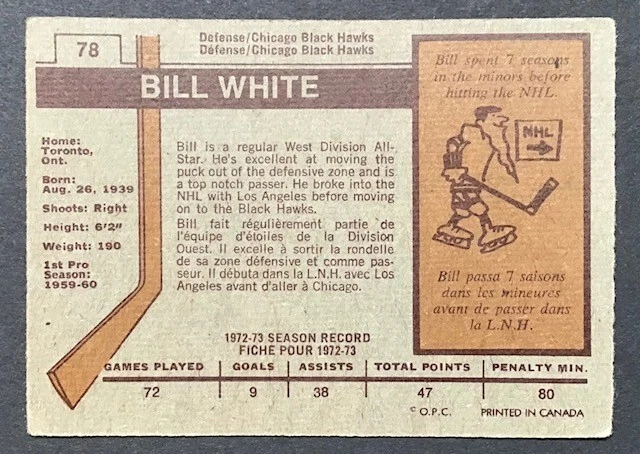 78
Defense/Chicago Black Hawks
Défense/Chicago Black Hawks
BILL WHITE
Home:
Toronto,
Ont.
Born:
Aug. 26, 1939
Shoots: Right
Height: 6'2"
Weight: 190
1st Pro
Season:
1959-60
Bill is a regular West Division All-
Star. He's excellent at moving the
puck out of the defensive zone and is
a top notch passer. He broke into the
NHL with Los Angeles before moving
on to the Black Hawks.
Bill fait régulièrement partie de
l'équipe d'étoiles de la Division
Ouest. Il excelle à sortir la rondelle
de sa zone défensive et comme pas-
seur. Il débuta dans la L.N.H. avec Los
Angeles avant d'aller à Chicago.
Bill spent 7 seasons
in the minors before
hitting the NHL.
NHL
Bill passa 7 saisons
dans les mineures
avant de passer dans
la L.N.H.
1972-73 SEASON RECORD
FICHE POUR 1972-73
GAMES PLAYED GOALS ASSISTS TOTAL POINTS PENALTY MIN.
72 9 38 47 80
© O.P.C. PRINTED IN CANADA